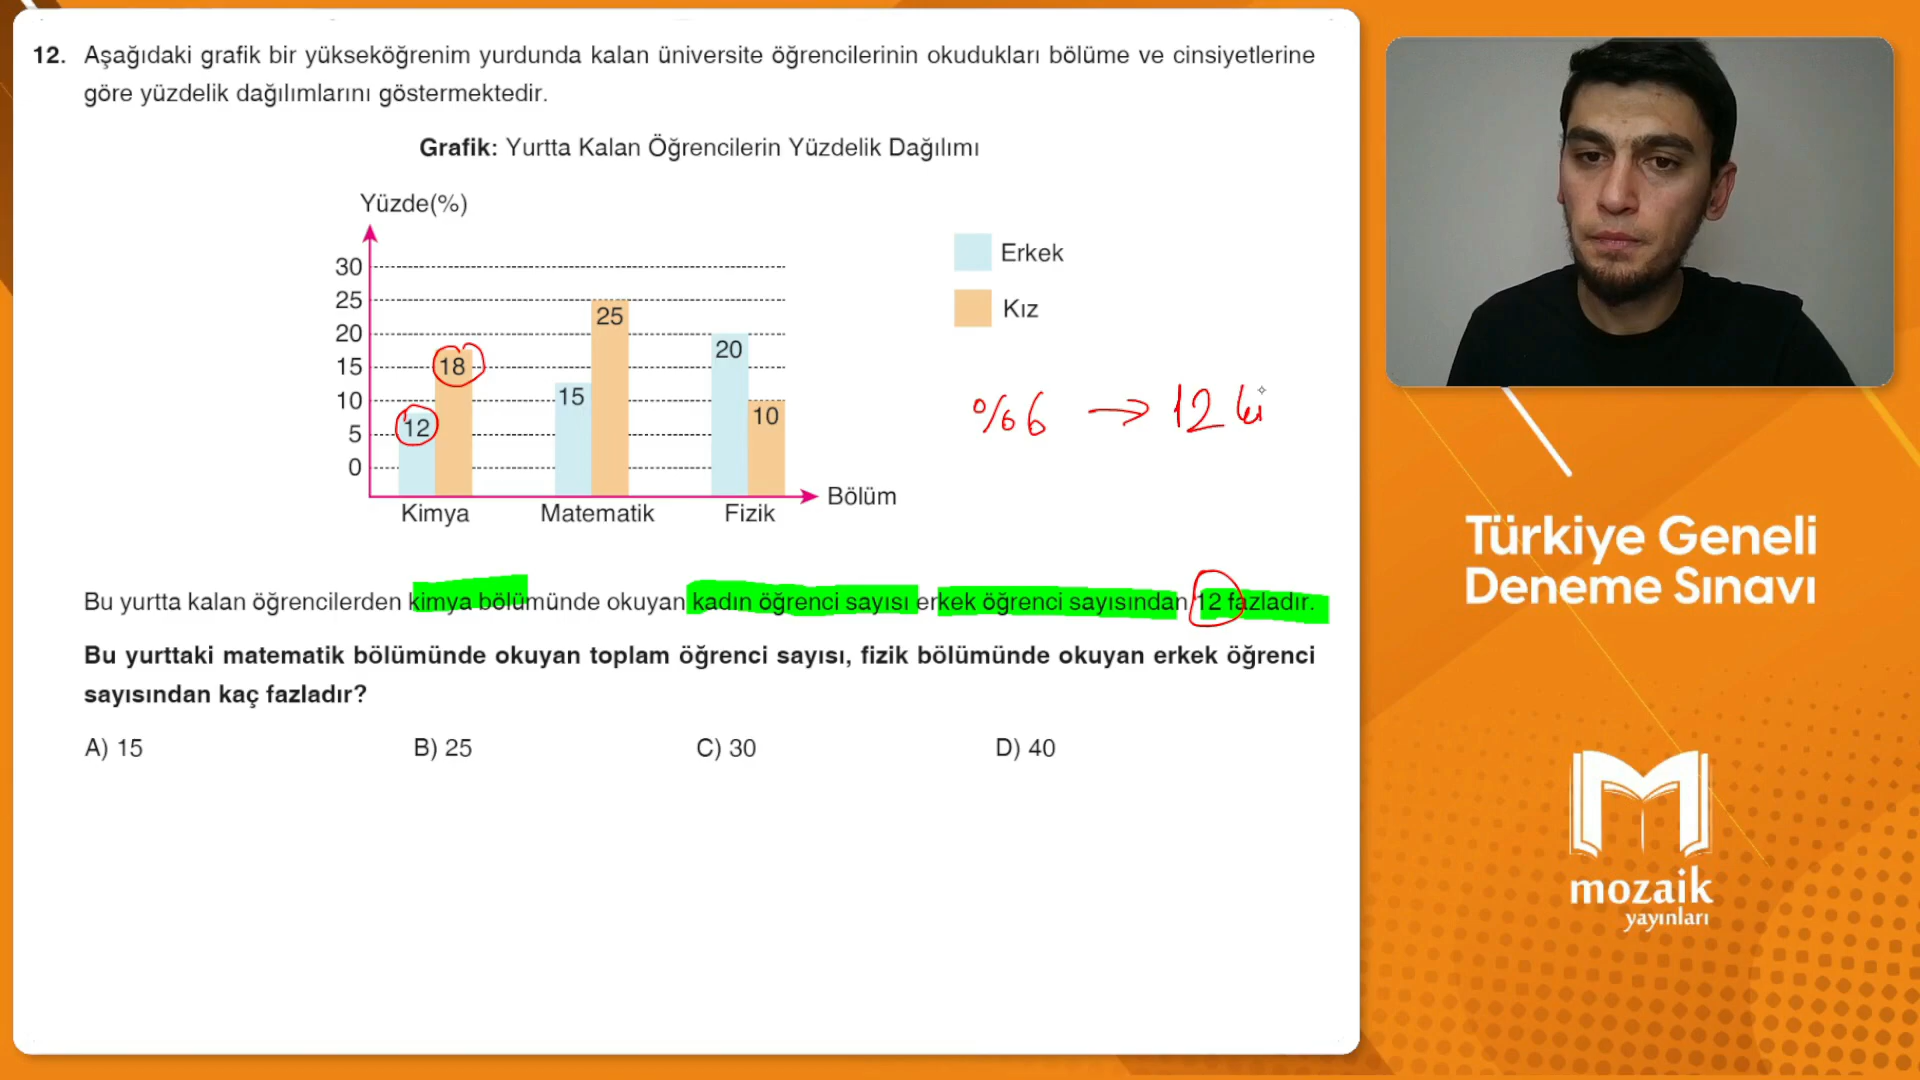 12. Aşağıdaki grafik bir yükseköğrenim yurdunda kalan üniversite öğrencilerinin okudukları bölüme ve cinsiyetlerine
göre yüzdelik dağılımlarını göstermektedir.
Grafik: Yurtta Kalan Öğrencilerin Yüzdelik Dağılımı
Yüzde(%)
30
25
20
15
10
5
0
12
18
15
25
20
10
Kimya
Matematik
Fizik
Bölüm
Erkek
Kız
%6 → 12 ki
Bu yurtta kalan öğrencilerden kimya bölümünde okuyan kadın öğrenci sayısı erkek öğrenci sayısından 12 fazladır.
Bu yurttaki matematik bölümünde okuyan toplam öğrenci sayısı, fizik bölümünde okuyan erkek öğrenci
sayısından kaç fazladır?
A) 15 B) 25 C) 30 D) 40
Türkiye Geneli
Deneme Sınavı
mozaik
yayınları